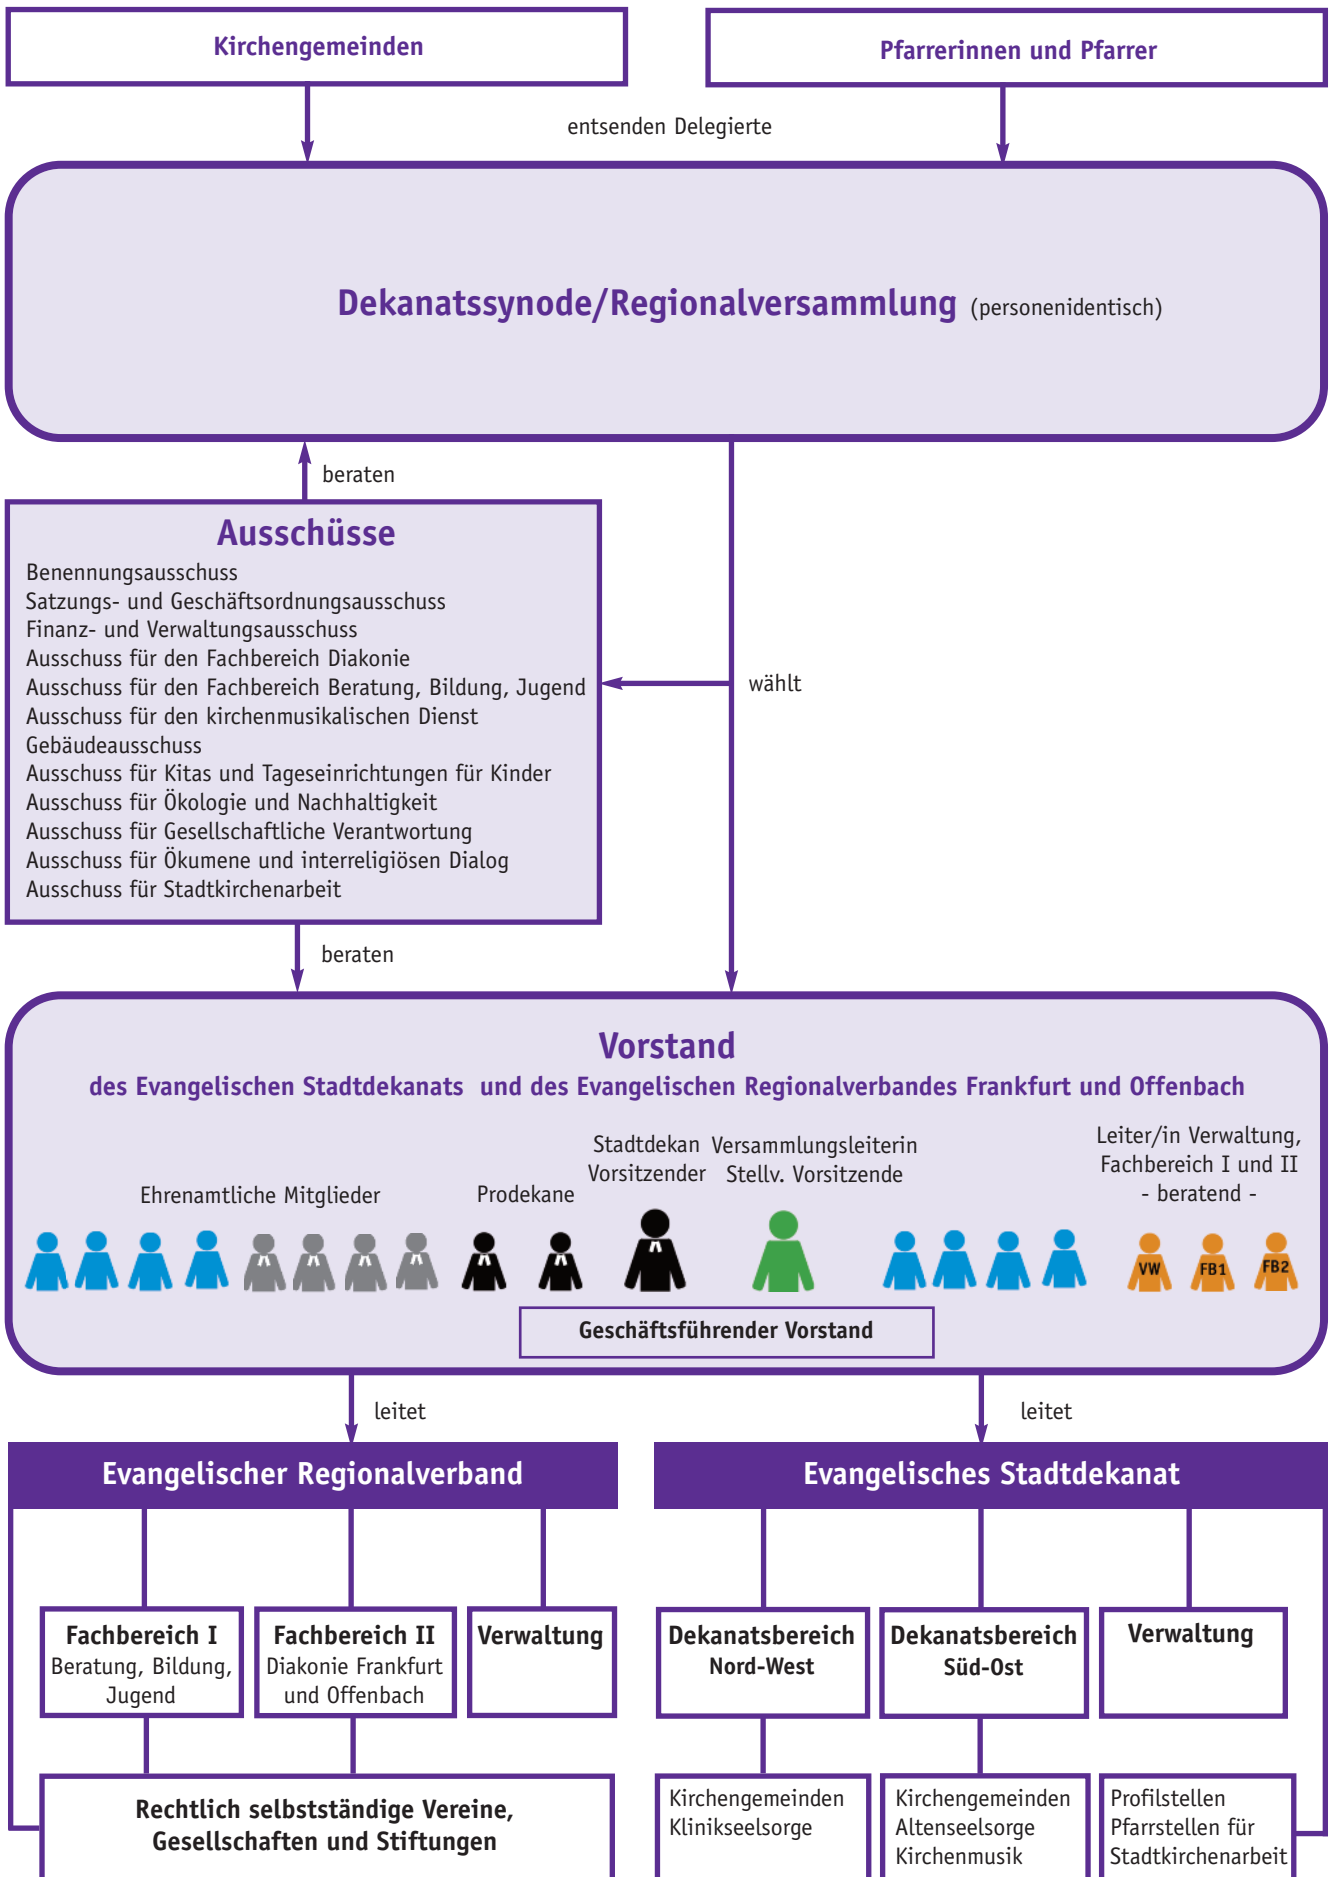 Kirchengemeinden
Pfarrerinnen und Pfarrer
entsenden Delegierte
Dekanatssynode/Regionalversammlung (personenidentisch)
beraten
Ausschüsse
Benennungsausschuss
Satzungs- und Geschäftsordnungsausschuss
Finanz- und Verwaltungsausschuss
Ausschuss für den Fachbereich Diakonie
Ausschuss für den Fachbereich Beratung, Bildung, Jugend
Ausschuss für den kirchenmusikalischen Dienst
Gebäudeausschuss
Ausschuss für Kitas und Tageseinrichtungen für Kinder
Ausschuss für Ökologie und Nachhaltigkeit
Ausschuss für Gesellschaftliche Verantwortung
Ausschuss für Ökumene und interreligiösen Dialog
Ausschuss für Stadtkirchenarbeit
wählt
beraten
Vorstand
des Evangelischen Stadtdekanats und des Evangelischen Regionalverbandes Frankfurt und Offenbach
Ehrenamtliche Mitglieder
Prodekane
Stadtdekan
Vorsitzender
Versammlungsleiterin
Stellv. Vorsitzende
Leiter/in Verwaltung,
Fachbereich I und II
- beratend -
VW
FB1
FB2
Geschäftsführender Vorstand
leitet
leitet
Evangelischer Regionalverband
Evangelisches Stadtdekanat
Fachbereich I
Beratung, Bildung,
Jugend
Fachbereich II
Diakonie Frankfurt
und Offenbach
Verwaltung
Dekanatsbereich
Nord-West
Dekanatsbereich
Süd-Ost
Verwaltung
Rechtlich selbstständige Vereine,
Gesellschaften und Stiftungen
Kirchengemeinden
Klinikseelsorge
Kirchengemeinden
Altenseelsorge
Kirchenmusik
Profilstellen
Pfarrstellen für
Stadtkirchenarbeit